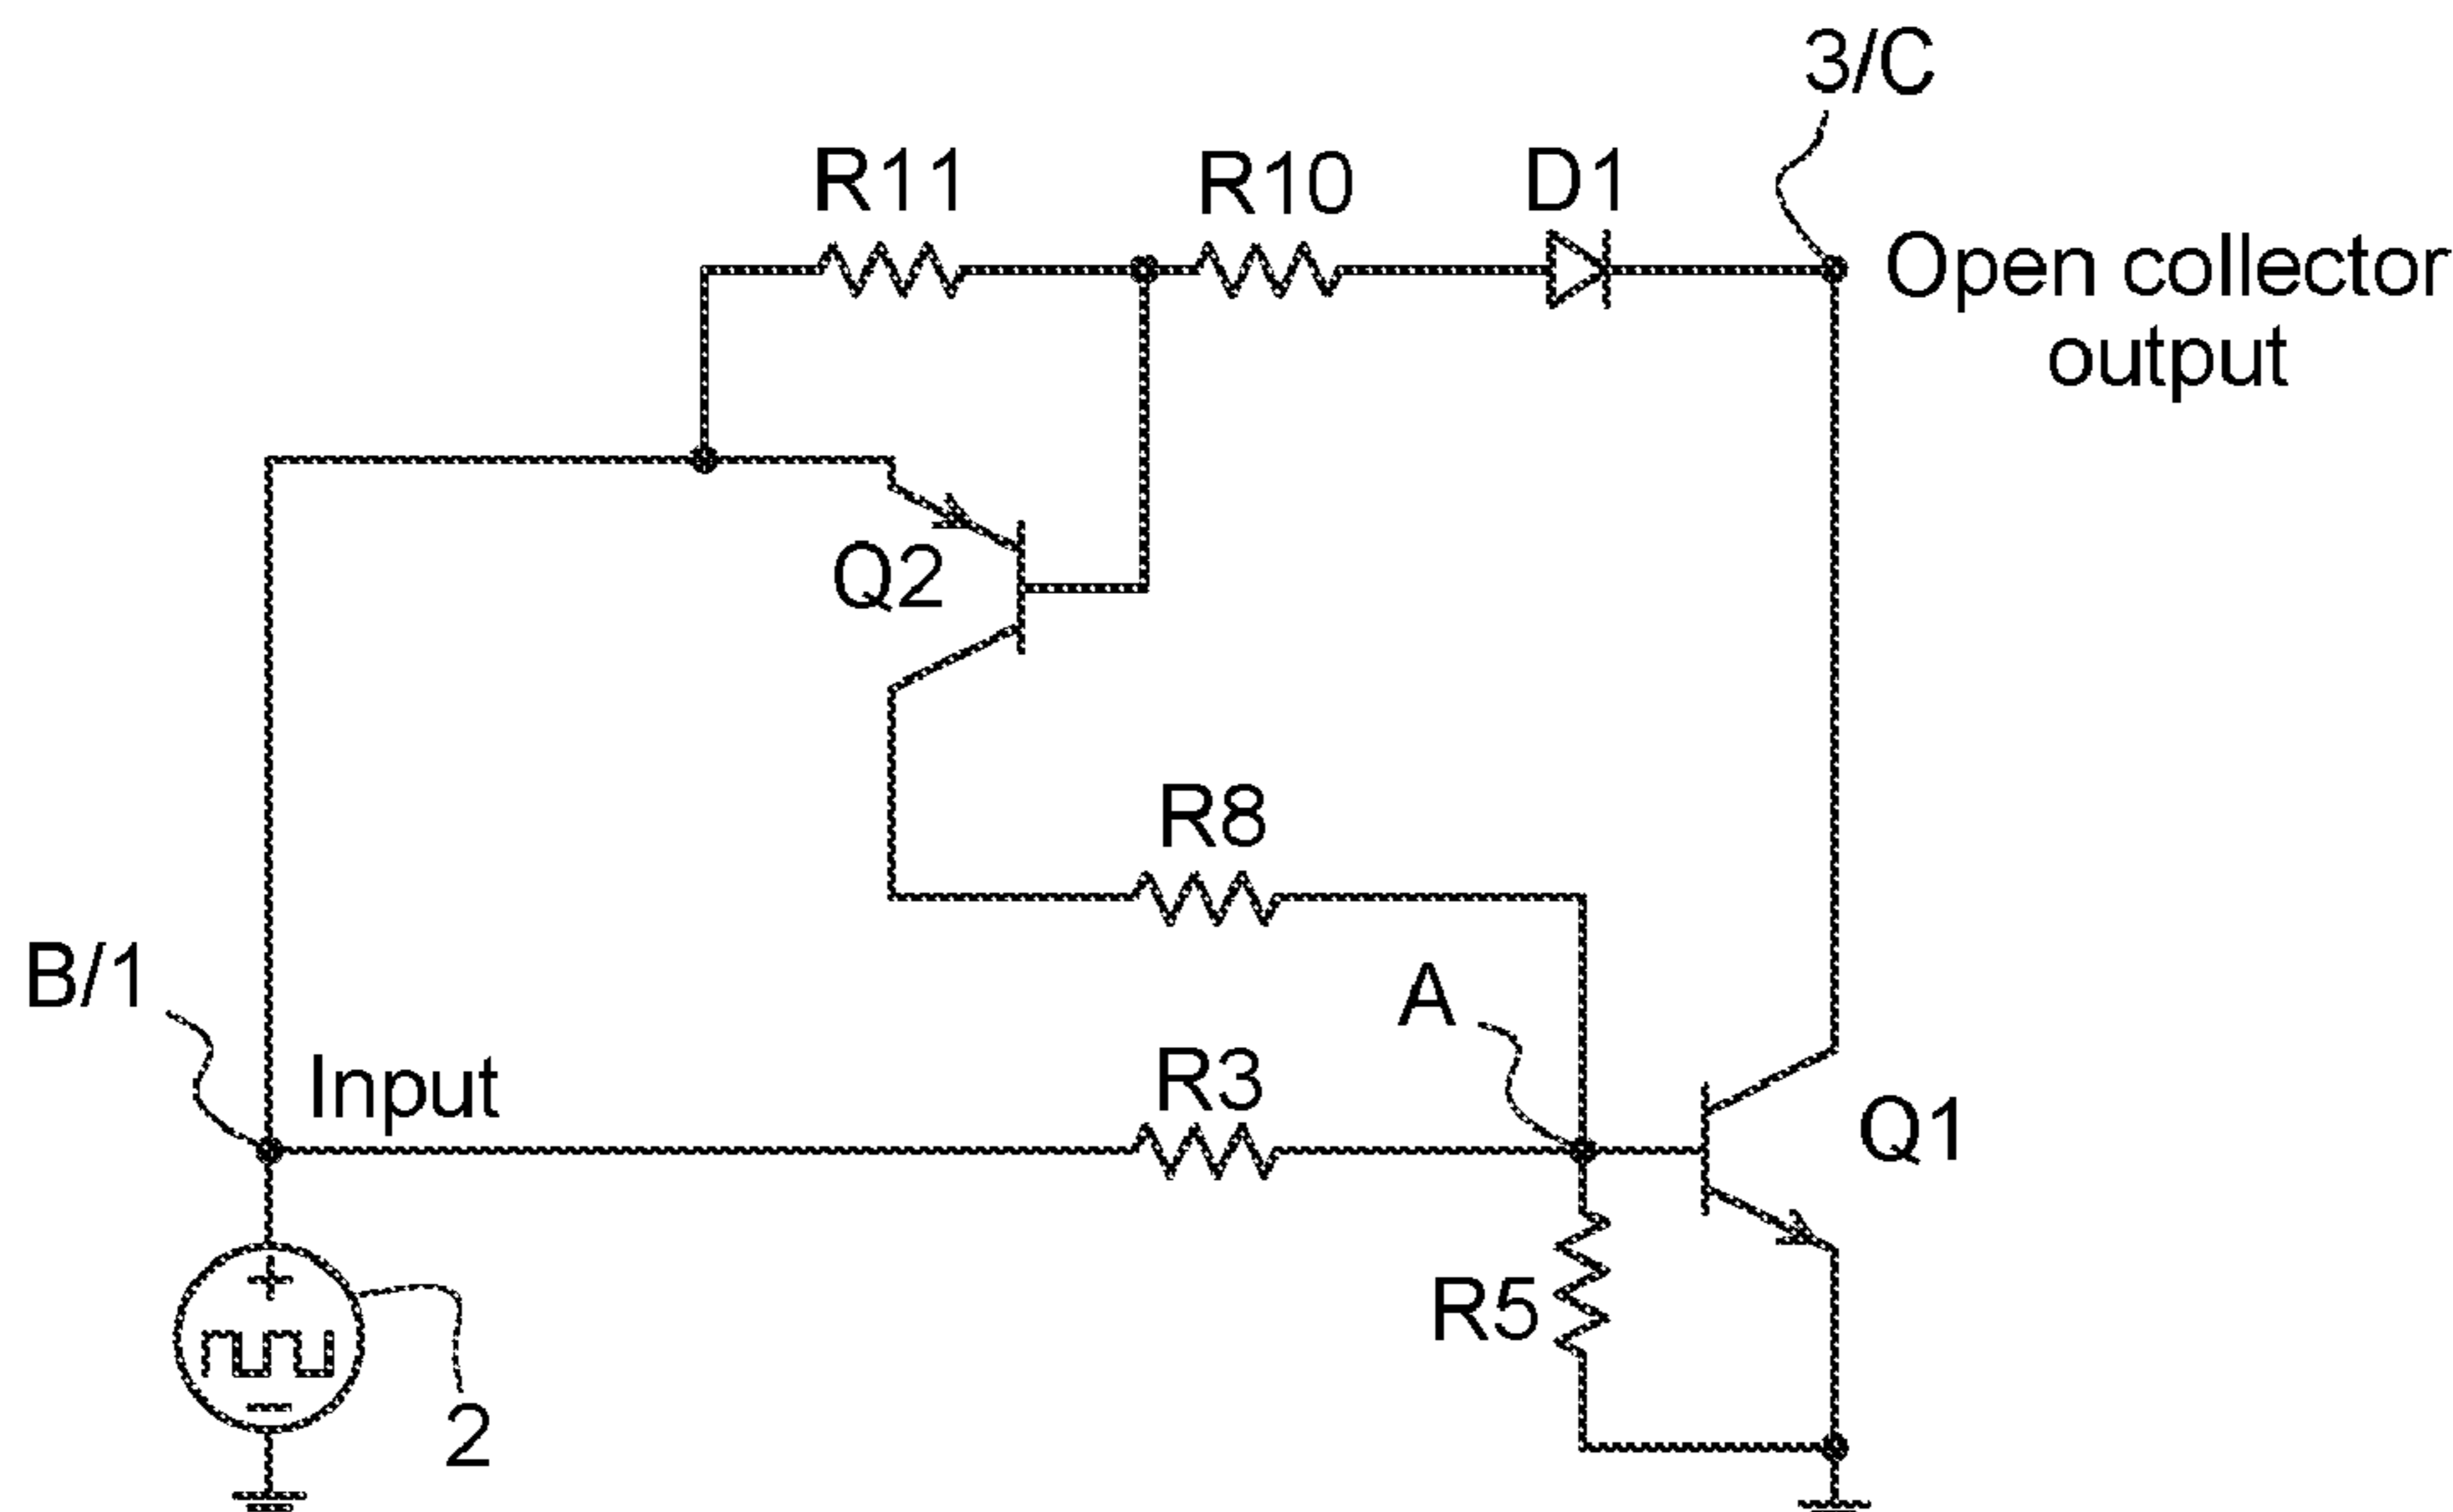 3/C
R11
R10
D1
Open collector
output
Q2
R8
B/1
A
Input
R3
Q1
R5
2